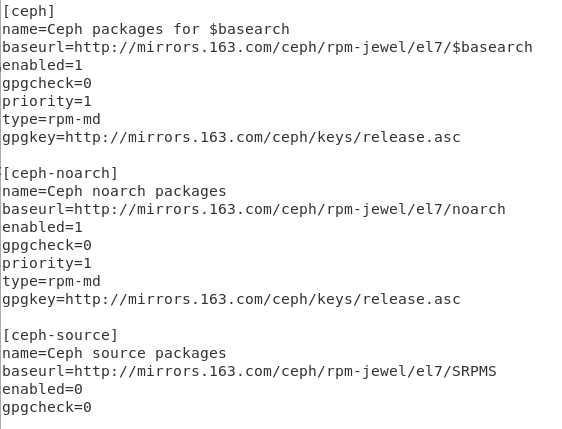 [ceph]
name=Ceph packages for $basearch
baseurl=http://mirrors.163.com/ceph/rpm-jewel/el7/$basearch
enabled=1
gpgcheck=0
priority=1
type=rpm-md
gpgkey=http://mirrors.163.com/ceph/keys/release.asc

[ceph-noarch]
name=Ceph noarch packages
baseurl=http://mirrors.163.com/ceph/rpm-jewel/el7/noarch
enabled=1
gpgcheck=0
priority=1
type=rpm-md
gpgkey=http://mirrors.163.com/ceph/keys/release.asc

[ceph-source]
name=Ceph source packages
baseurl=http://mirrors.163.com/ceph/rpm-jewel/el7/SRPMS
enabled=0
gpgcheck=0